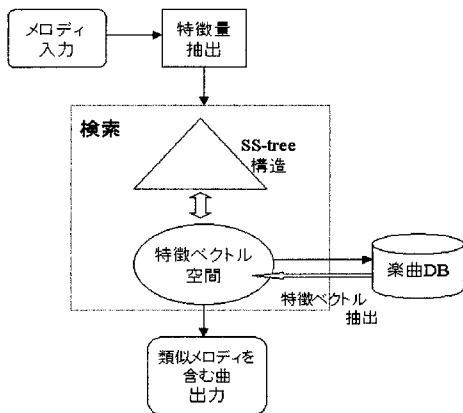 メロディ
入力
特徴量
抽出
検索
SS-tree
構造
特徴ベクトル
空間
楽曲DB
特徴ベクトル
抽出
類似メロディを
含む曲
出力